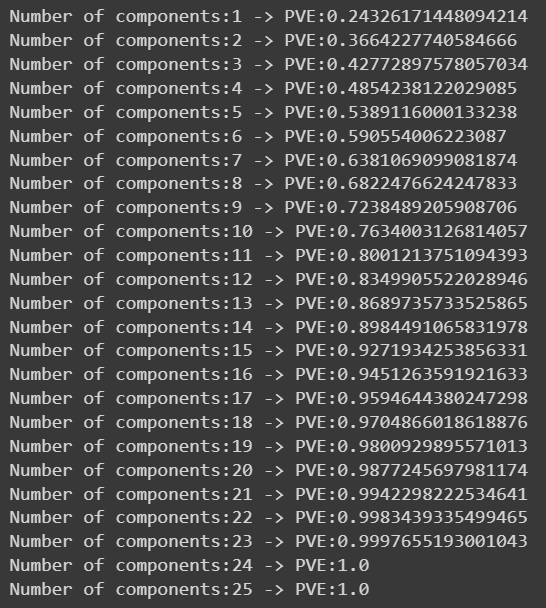 Number of components:1 -> PVE:0.24326171448094214
Number of components:2 -> PVE:0.3664227740584666
Number of components:3 -> PVE:0.42772897578057034
Number of components:4 -> PVE:0.4854238122029085
Number of components:5 -> PVE:0.5389116000133238
Number of components:6 -> PVE:0.590554006223087
Number of components:7 -> PVE:0.6381069099081874
Number of components:8 -> PVE:0.6822476624247833
Number of components:9 -> PVE:0.7238489205908706
Number of components:10 -> PVE:0.7634003126814057
Number of components:11 -> PVE:0.8001213751094393
Number of components:12 -> PVE:0.8349905522028946
Number of components:13 -> PVE:0.8689735733525865
Number of components:14 -> PVE:0.8984491065831978
Number of components:15 -> PVE:0.9271934253856331
Number of components:16 -> PVE:0.9451263591921633
Number of components:17 -> PVE:0.9594644380247298
Number of components:18 -> PVE:0.9704866018618876
Number of components:19 -> PVE:0.9800929895571013
Number of components:20 -> PVE:0.9877245697981174
Number of components:21 -> PVE:0.9942298222534641
Number of components:22 -> PVE:0.9983439335499465
Number of components:23 -> PVE:0.9997655193001043
Number of components:24 -> PVE:1.0
Number of components:25 -> PVE:1.0